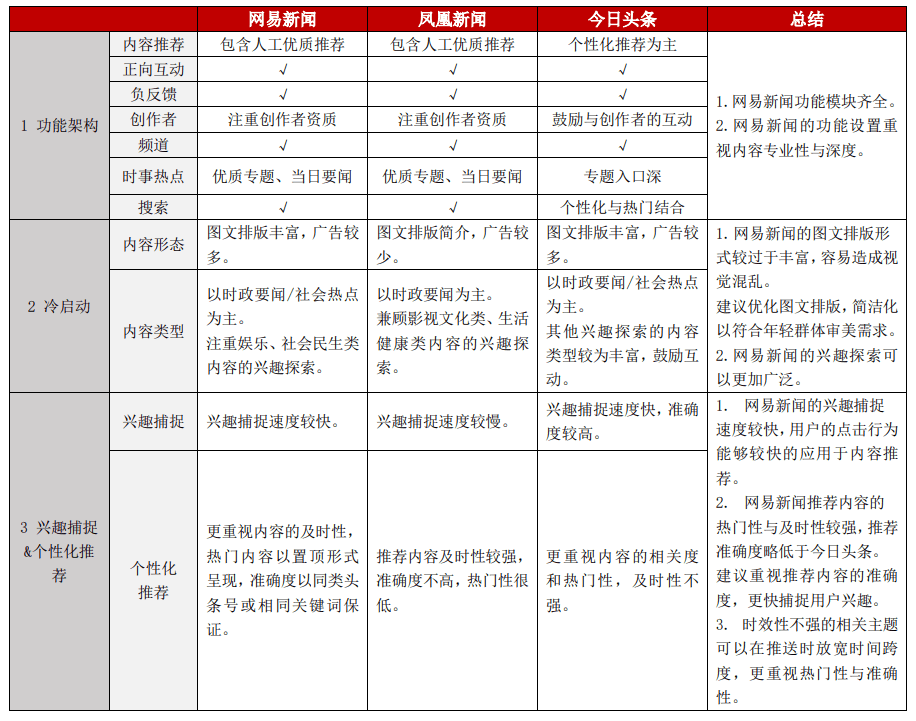 网易新闻 凤凰新闻 今日头条 总结
1 功能架构
内容推荐 包含人工优质推荐 包含人工优质推荐 个性化推荐为主
正向互动 √ √ √
负反馈 √ √ √
创作者 注重创作者资质 注重创作者资质 鼓励与创作者的互动
频道 √ √ √
时事热点 优质专题、当日要闻 优质专题、当日要闻 专题入口深
搜索 √ √ 个性化与热门结合
1.网易新闻功能模块齐全。
2.网易新闻的功能设置重
视内容专业性与深度。
2 冷启动
内容形态
图文排版丰富，广告较
多。
图文排版简介，广告较
少。
图文排版丰富，广告较
多。
内容类型
以时政要闻/社会热点
为主。
注重娱乐、社会民生类
内容的兴趣探索。
以时政要闻为主。
兼顾影视文化类、生活
健康类内容的兴趣探
索。
以时政要闻/社会热点
为主。
其他兴趣探索的内容
类型较为丰富，鼓励互
动。
1.网易新闻的图文排版形
式较过于丰富，容易造成视
觉混乱。
建议优化图文排版，简洁化
以符合年轻群体审美需求。
2.网易新闻的兴趣探索可
以更加广泛。
3 兴趣捕捉
&个性化推
荐
兴趣捕捉
兴趣捕捉速度较快。
兴趣捕捉速度较慢。
兴趣捕捉速度快，准确
度较高。
个性化
推荐
更重视内容的及时性，
热门内容以置顶形式
呈现，准确度以同类头
条号或相同关键词保
证。
推荐内容及时性较强，
准确度不高，热门性很
低。
更重视内容的相关度
和热门性，及时性不
强。
1. 网易新闻的兴趣捕捉
速度较快，用户的点击行为
能够较快的应用于内容推
荐。
2. 网易新闻推荐内容的
热门性与及时性较强，推荐
准确度略低于今日头条。
建议重视推荐内容的准确
度，更快捕捉用户兴趣。
3. 时效性不强的相关主题
可以在推送时放宽时间跨
度，更重视热门性与准确
性。